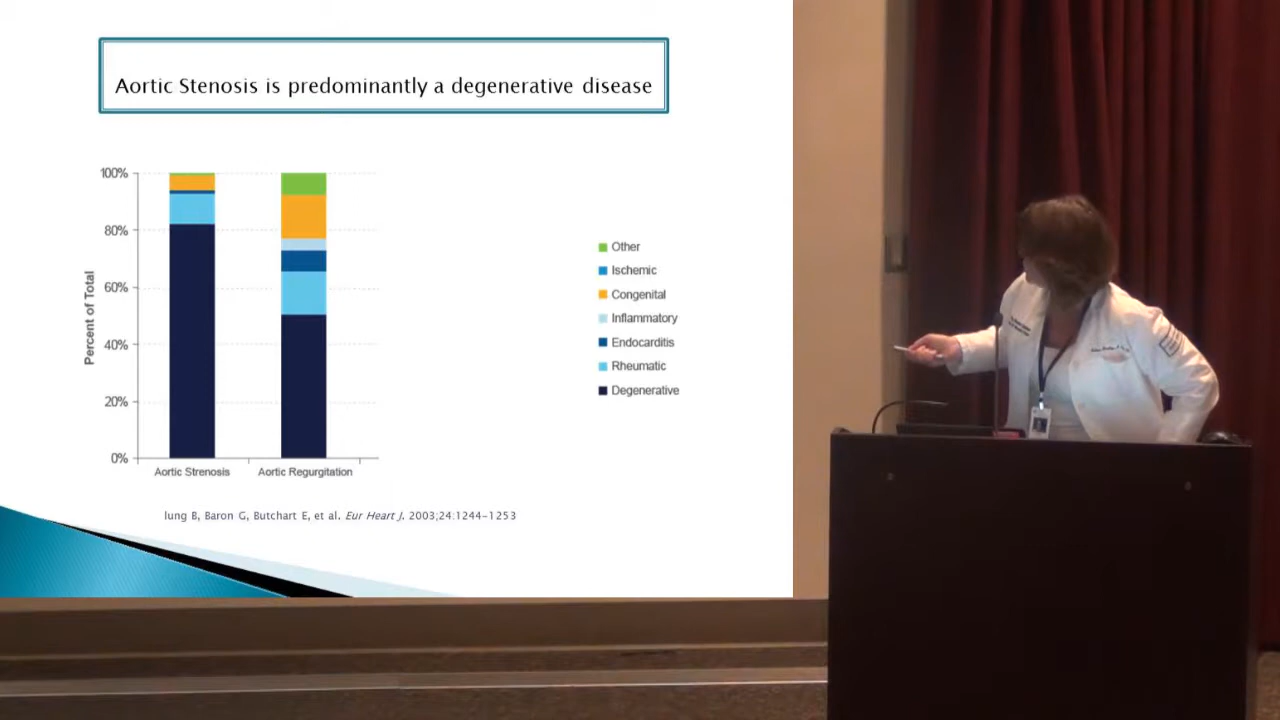 Aortic Stenosis is predominantly a degenerative disease
100%
80%
60%
40%
20%
0%
Percent of Total
Aortic Strenosis
Aortic Regurgitation
Other
Ischemic
Congenital
Inflammatory
Endocarditis
Rheumatic
Degenerative
Iung B, Baron G, Butchart E, et al. Eur Heart J. 2003;24:1244-1253